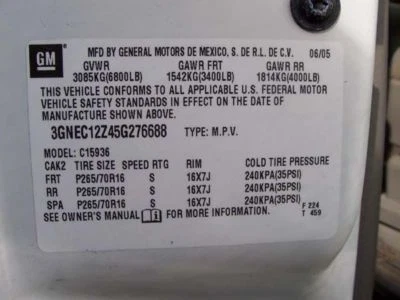 GM MFD BY GENERAL MOTORS DE MEXICO, S. DE R.L. DE C.V. 06/05
GVWR GAWR FRT GAWR RR
3085KG(6800LB) 1542KG(3400LB) 1814KG(4000LB)
THIS VEHICLE CONFORMS TO ALL APPLICABLE U.S. FEDERAL MOTOR
VEHICLE SAFETY STANDARDS IN EFFECT ON THE DATE OF
MANUFACTURE SHOWN ABOVE.
3GNEC12Z45G276688 TYPE: M.P.V.
MODEL: C15936
CAK2 TIRE SIZE SPEED RTG RIM COLD TIRE PRESSURE
FRT P265/70R16 S 16X7J 240KPA(35PSI)
RR P265/70R16 S 16X7J 240KPA(35PSI)
SPA P265/70R16 S 16X7J 240KPA(35PSI)
SEE OWNER'S MANUAL FOR MORE INFORMATION. F 224
T 459